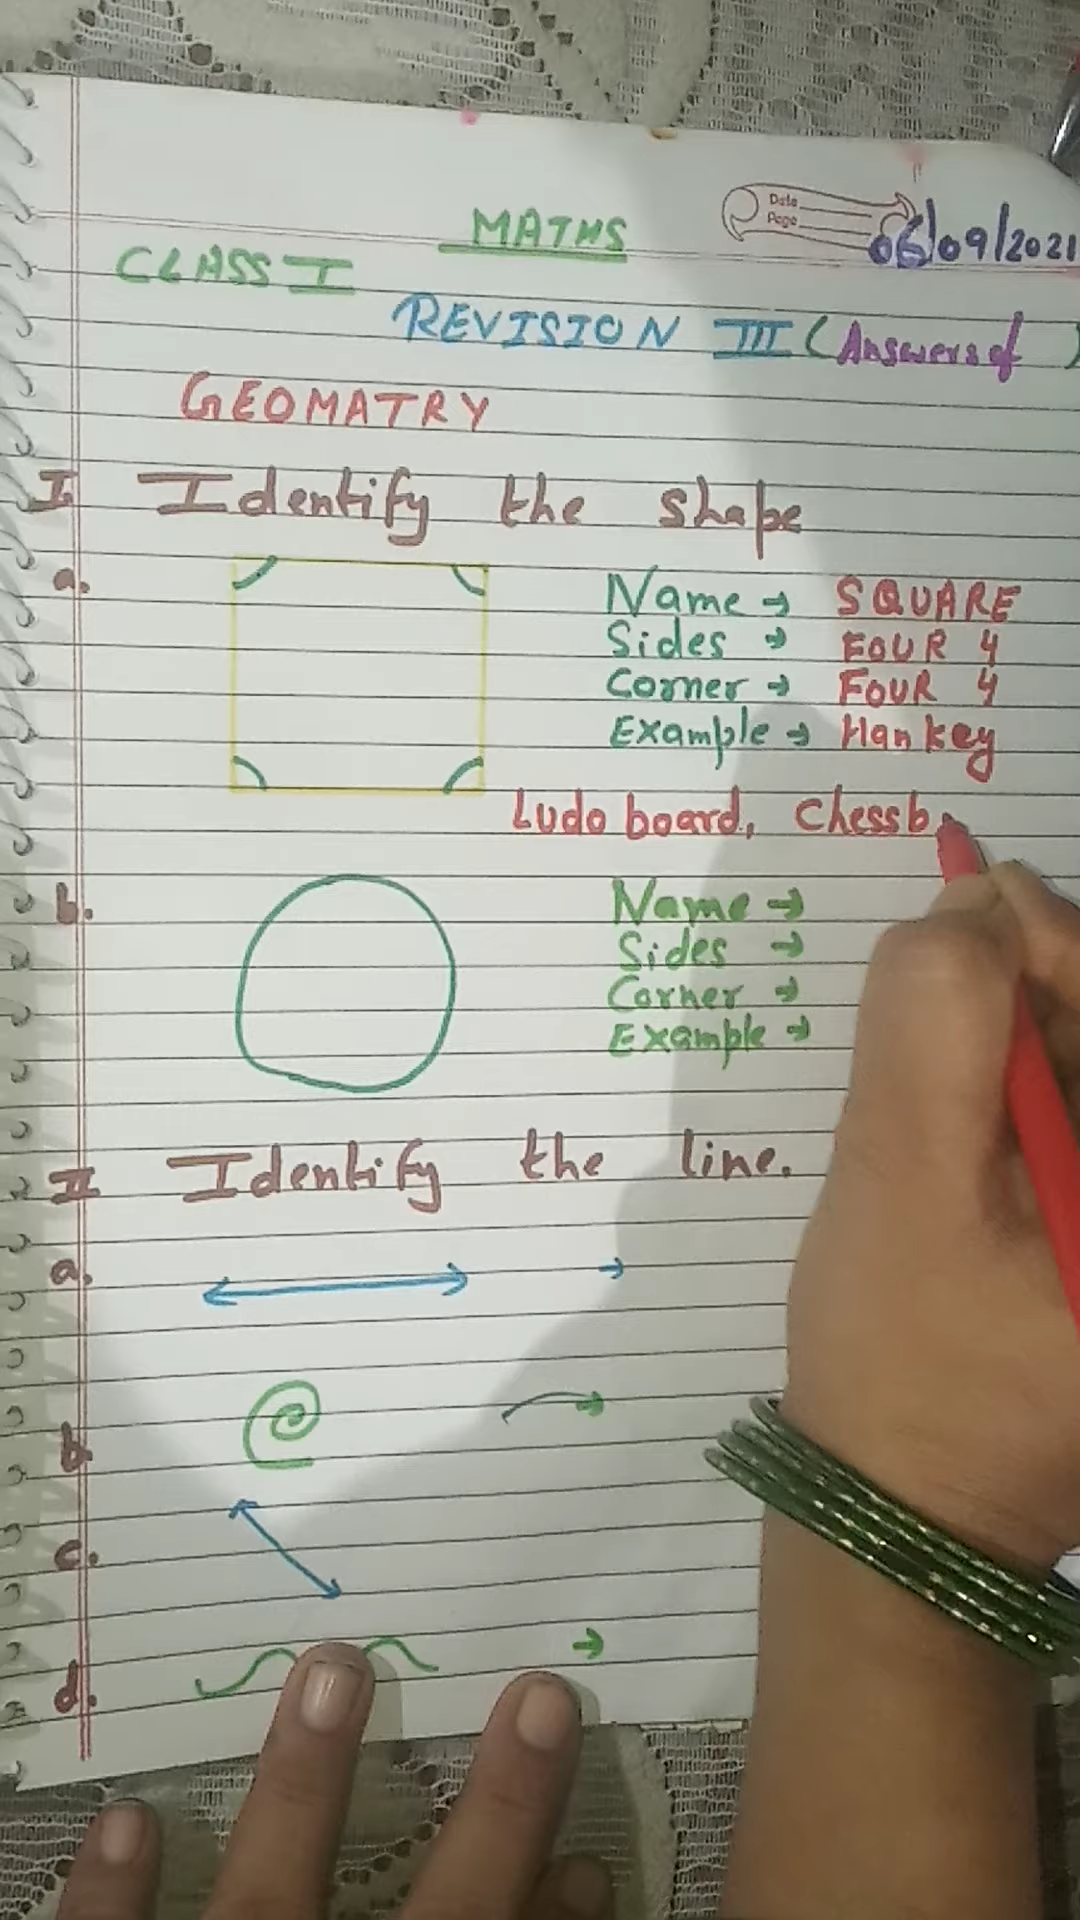 MATHS
Date
Page
06/09/2021
CLASS I
REVISION III (Answers of )
GEOMATRY
I Identify the shape
a.
Name → SQUARE
Sides → FOUR 4
Corner → FOUR 4
Example → Hankey
Ludo board, Chessb
b.
Name →
Sides →
Corner →
Example →
II Identify the line.
a. →
b. →
c.
d. →